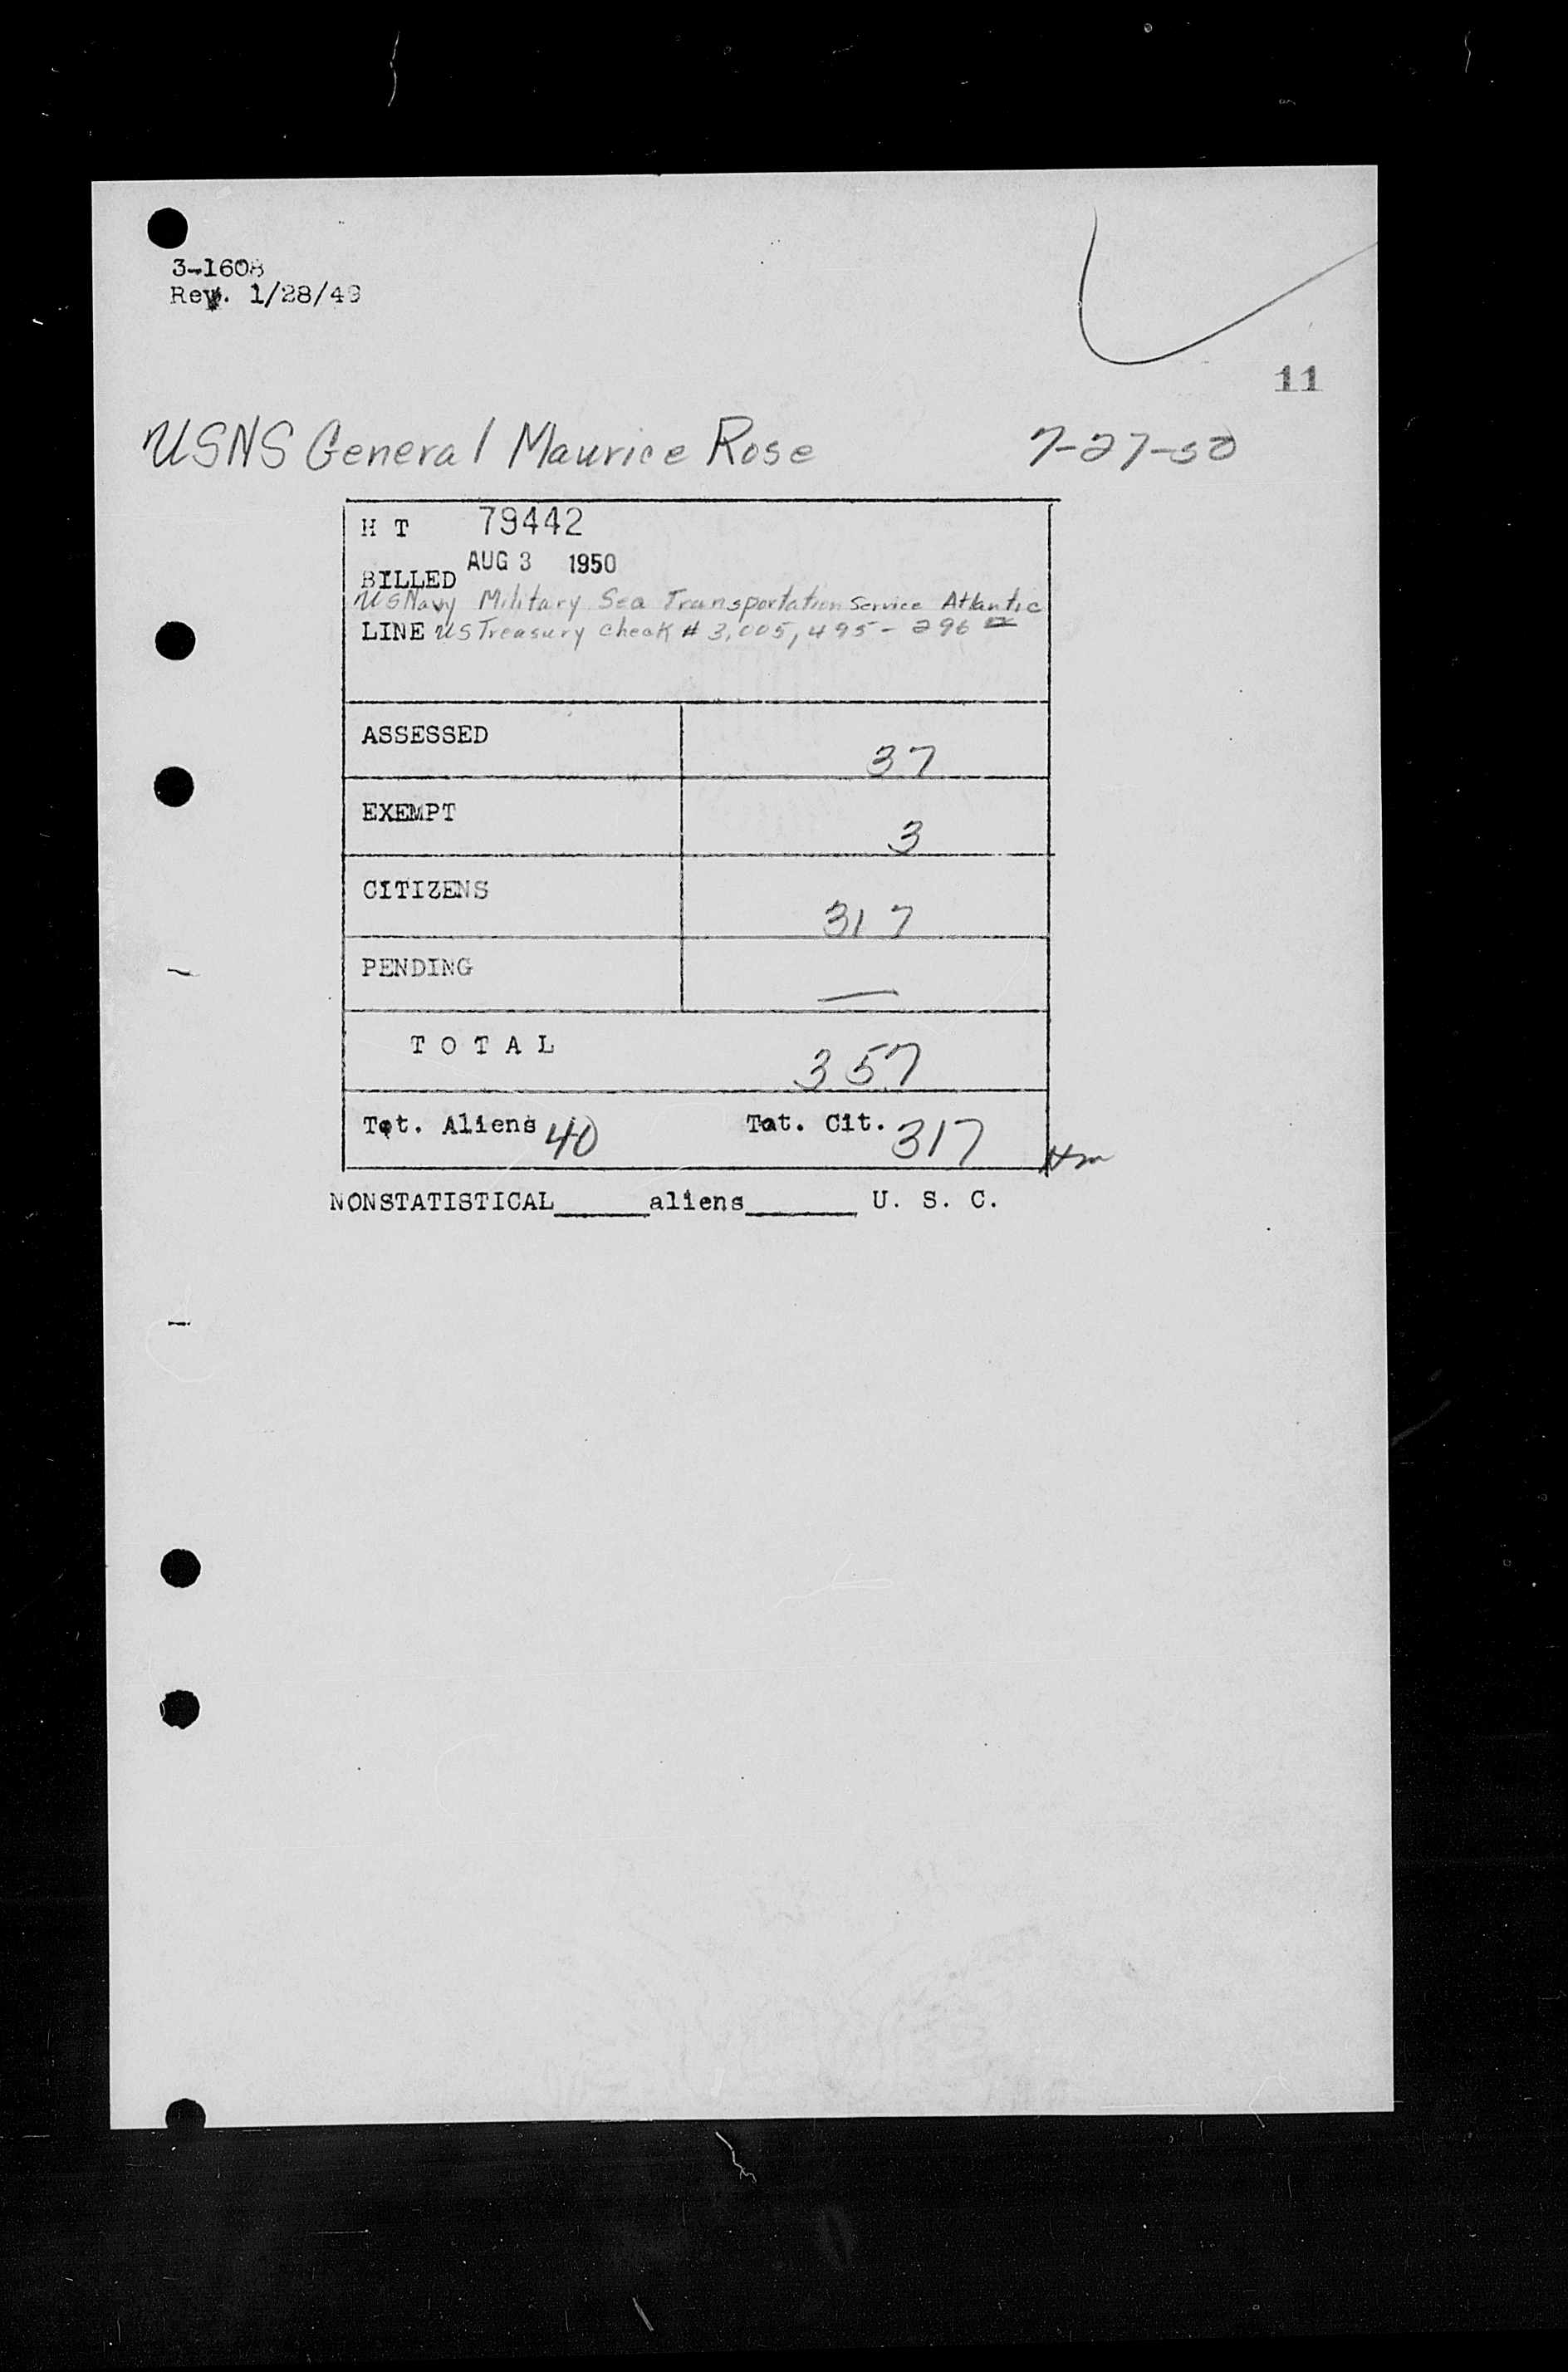 3-1608
Rev. 1/28/49
11
USNS General Maurice Rose 7-27-50
H T 79442
BILLED AUG 3 1950
US Navy Military Sea Transportation Service Atlantic
LINE US Treasury check # 3,005,495 - 296
ASSESSED 37
EXEMPT 3
CITIZENS 317
PENDING —
T O T A L 357
Tot. Aliens 40 Tot. Cit. 317
NONSTATISTICAL______aliens_______ U. S. C.